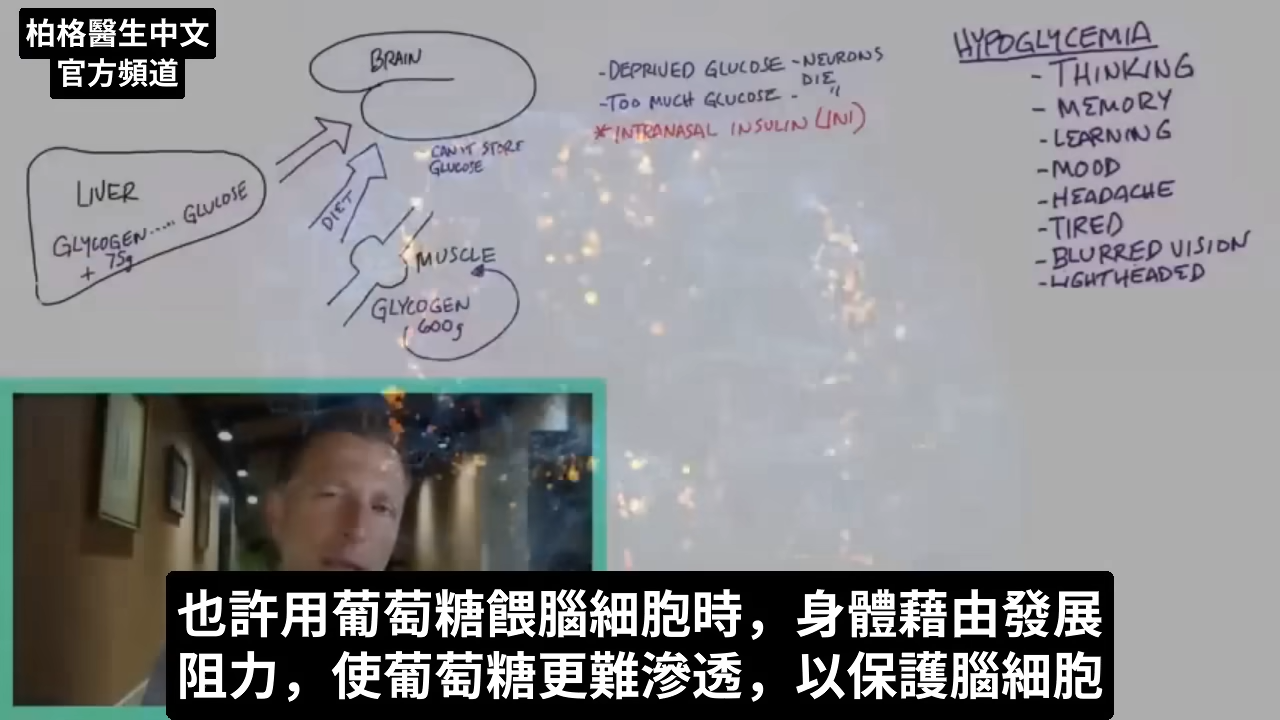 柏格醫生中文
官方頻道
BRAIN
-DEPRIVED GLUCOSE -NEURONS
DIE
-TOO MUCH GLUCOSE - "
*INTRANASAL INSULIN (INI)
CAN'T STORE
GLUCOSE
LIVER
GLYCOGEN..... GLUCOSE
+ 75g
DIET
MUSCLE
GLYCOGEN
600g
HYPOGLYCEMIA
-THINKING
-MEMORY
-LEARNING
-MOOD
-HEADACHE
-TIRED
-BLURRED VISION
-LIGHTHEADED
也許用葡萄糖餵腦細胞時，身體藉由發展
阻力，使葡萄糖更難滲透，以保護腦細胞